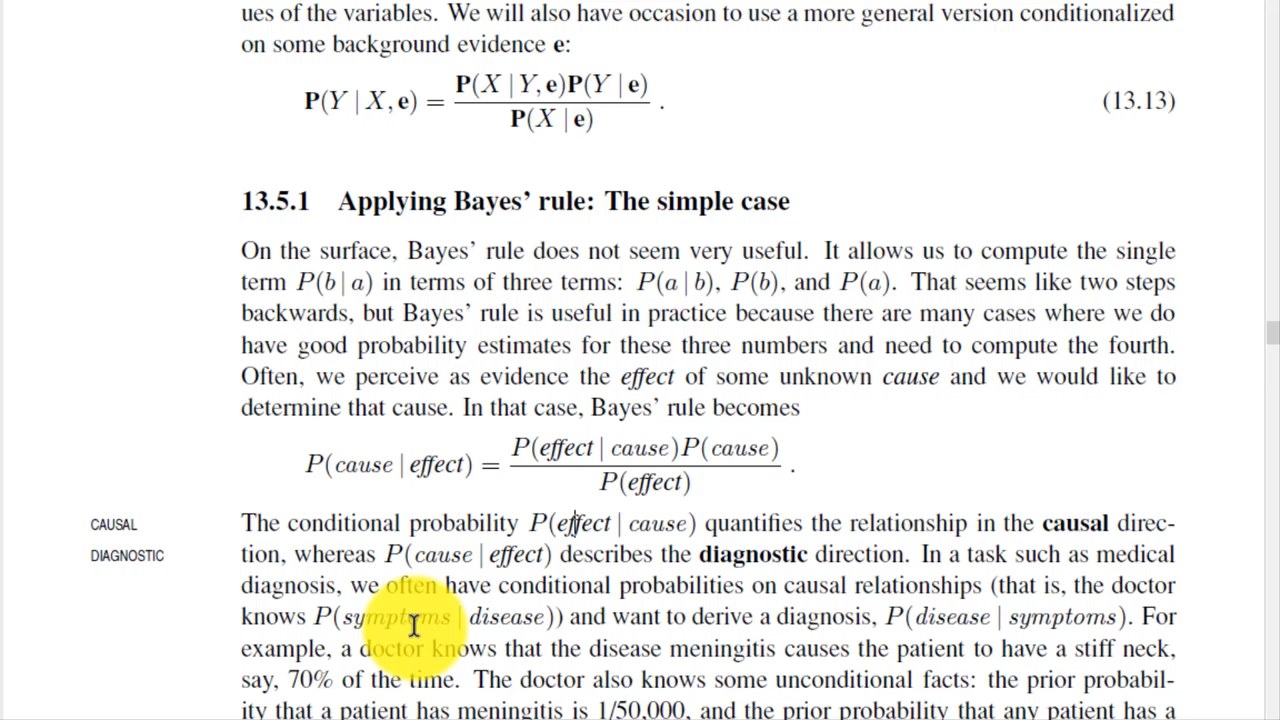 ues of the variables. We will also have occasion to use a more general version conditionalized
on some background evidence e:
P(Y | X, e) = P(X | Y, e)P(Y | e) / P(X | e) . (13.13)
13.5.1 Applying Bayes’ rule: The simple case
On the surface, Bayes’ rule does not seem very useful. It allows us to compute the single
term P(b | a) in terms of three terms: P(a | b), P(b), and P(a). That seems like two steps
backwards, but Bayes’ rule is useful in practice because there are many cases where we do
have good probability estimates for these three numbers and need to compute the fourth.
Often, we perceive as evidence the effect of some unknown cause and we would like to
determine that cause. In that case, Bayes’ rule becomes
P(cause | effect) = P(effect | cause)P(cause) / P(effect) .
CAUSAL The conditional probability P(effect | cause) quantifies the relationship in the causal direc-
DIAGNOSTIC tion, whereas P(cause | effect) describes the diagnostic direction. In a task such as medical
diagnosis, we often have conditional probabilities on causal relationships (that is, the doctor
knows P(symptoms | disease)) and want to derive a diagnosis, P(disease | symptoms). For
example, a doctor knows that the disease meningitis causes the patient to have a stiff neck,
say, 70% of the time. The doctor also knows some unconditional facts: the prior probabil-
ity that a patient has meningitis is 1/50,000, and the prior probability that any patient has a